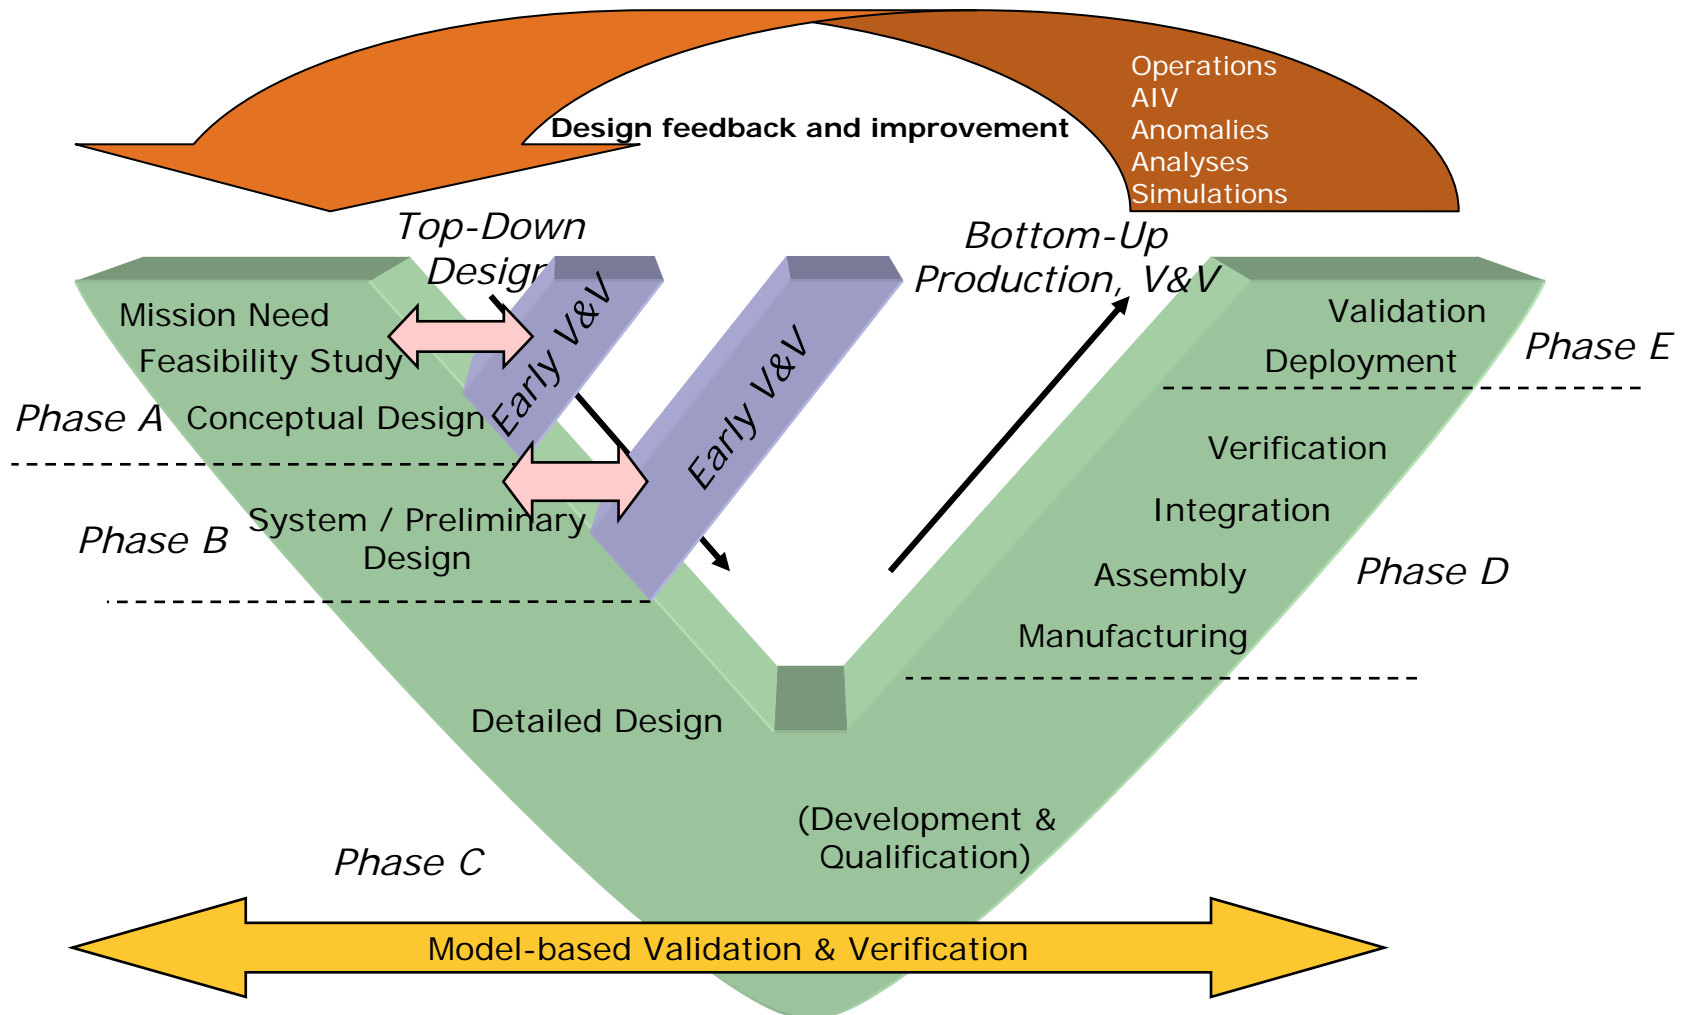 Operations
AIV
Anomalies
Analyses
Simulations
Design feedback and improvement
Top-Down
Design
Bottom-Up
Production, V&V
Early V&V
Early V&V
Mission Need
Feasibility Study
Phase A
Conceptual Design
Phase B
System / Preliminary
Design
Detailed Design
Phase C
(Development &
Qualification)
Validation
Deployment
Phase E
Verification
Integration
Assembly
Phase D
Manufacturing
Model-based Validation & Verification